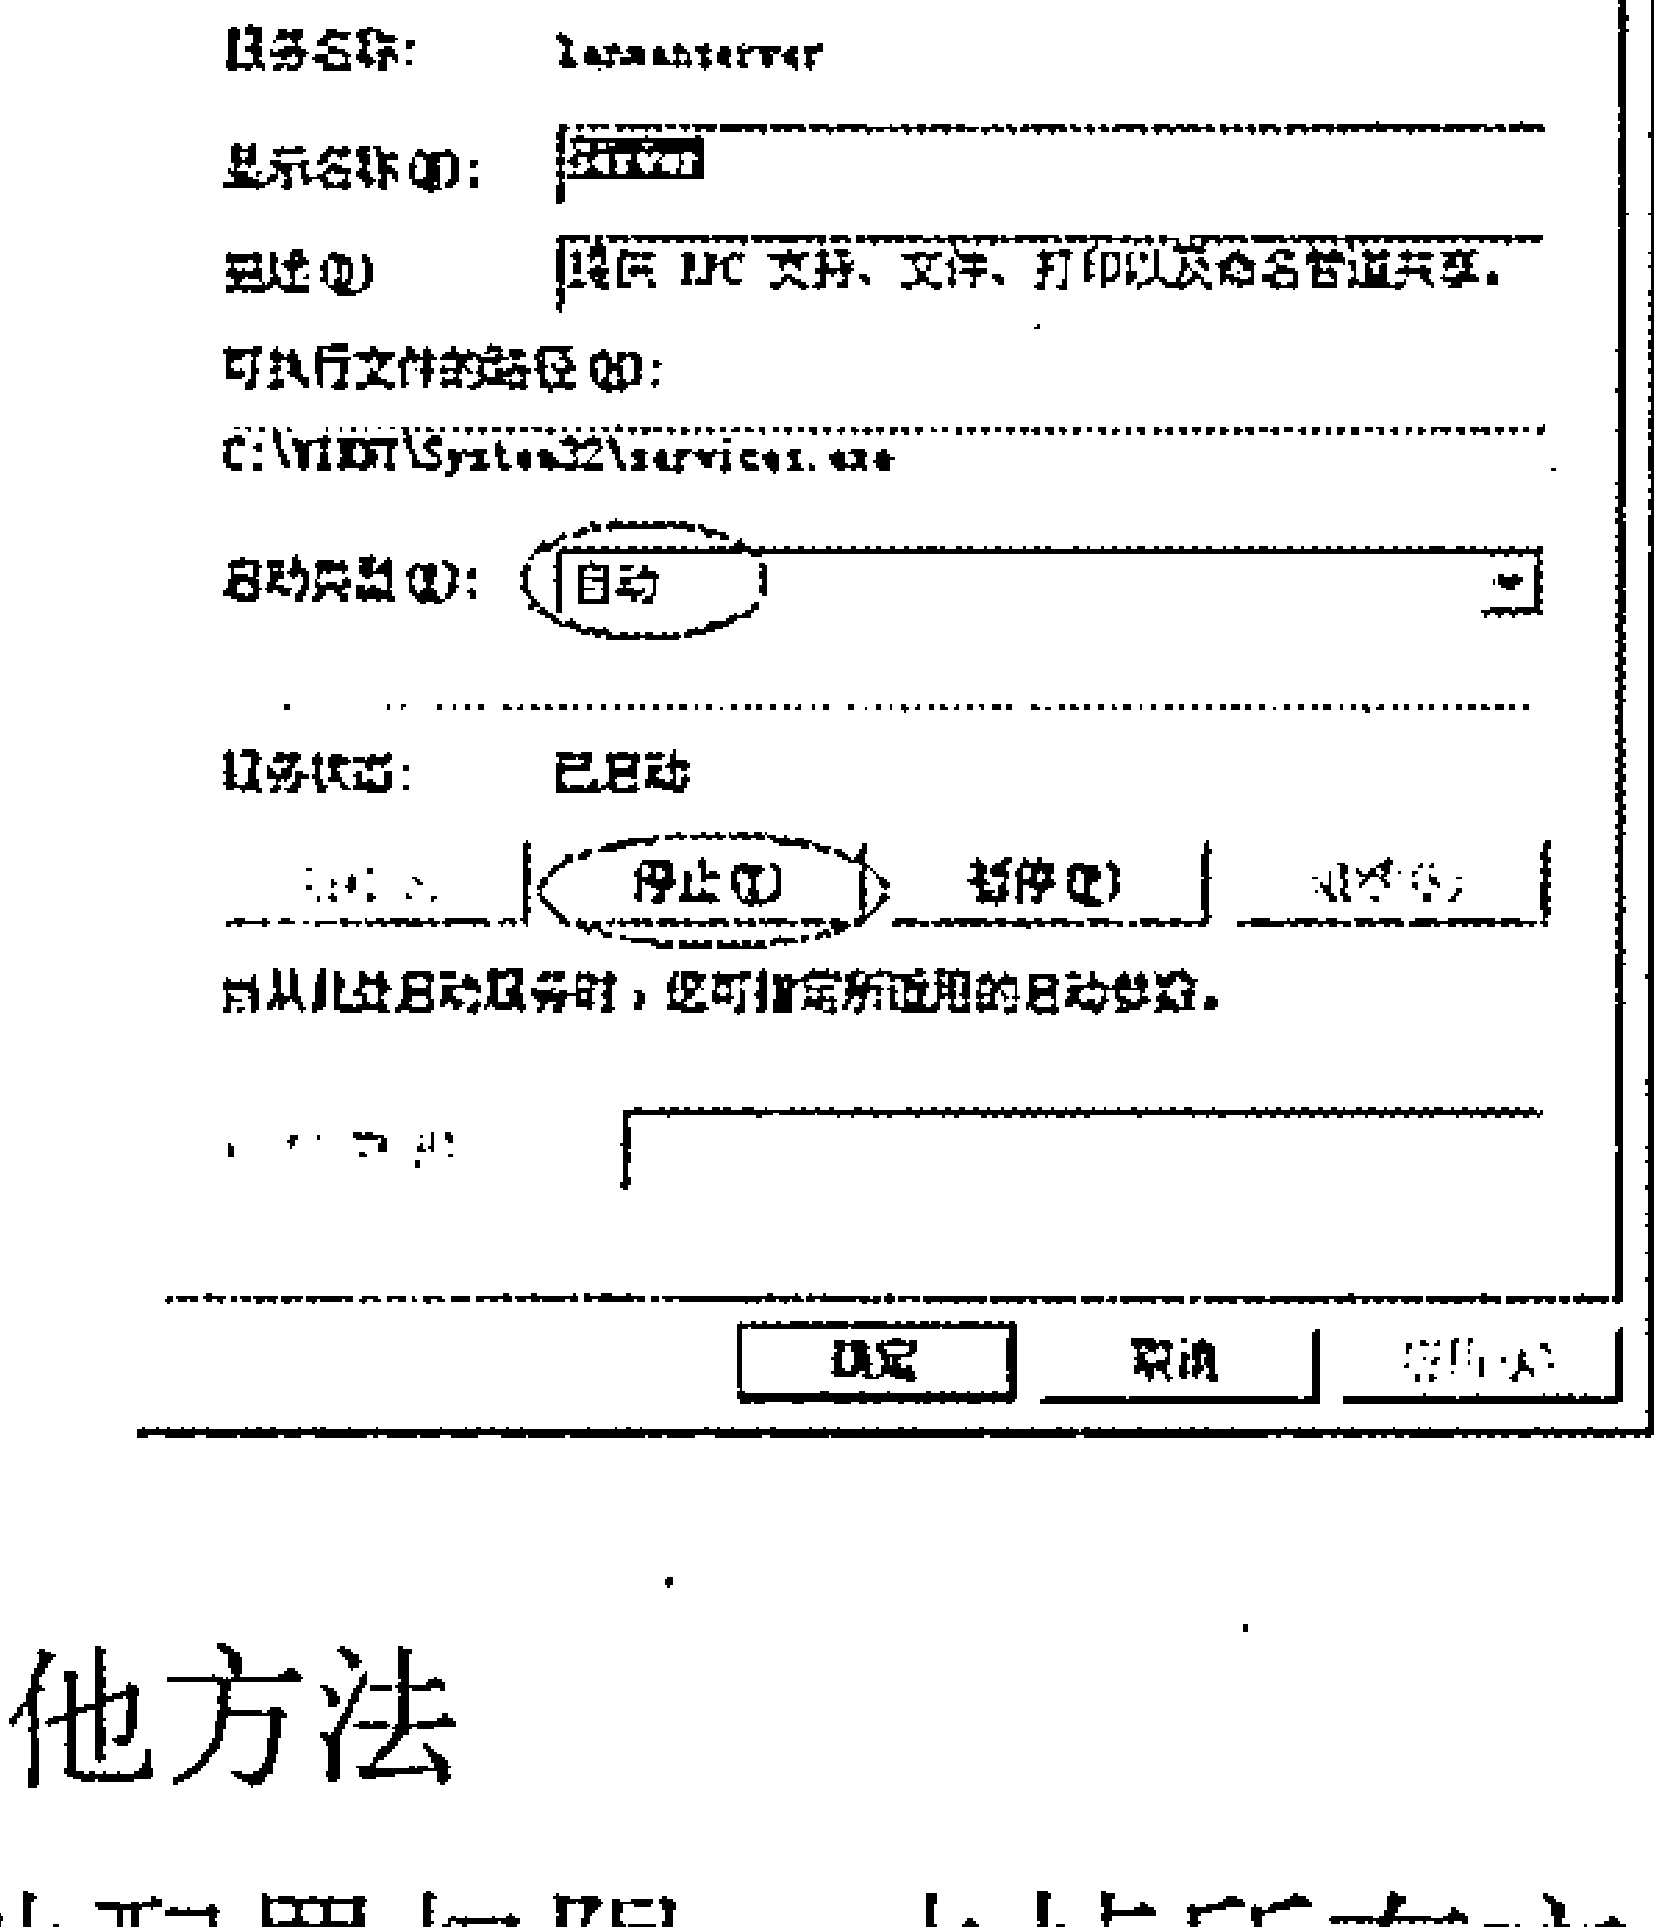 服务名称: lanmanserver
显示名称(N): Server
描述(D) 提供 RPC 支持、文件、打印以及命名管道共享。
可执行文件的路径(H):
C:\WINNT\System32\services.exe
启动类型(E): 自动
服务状态: 已启动
停止(T) 暂停(P)
当从此处启动服务时，您可指定所适用的启动参数。
确定 取消 应用(A)
他方法